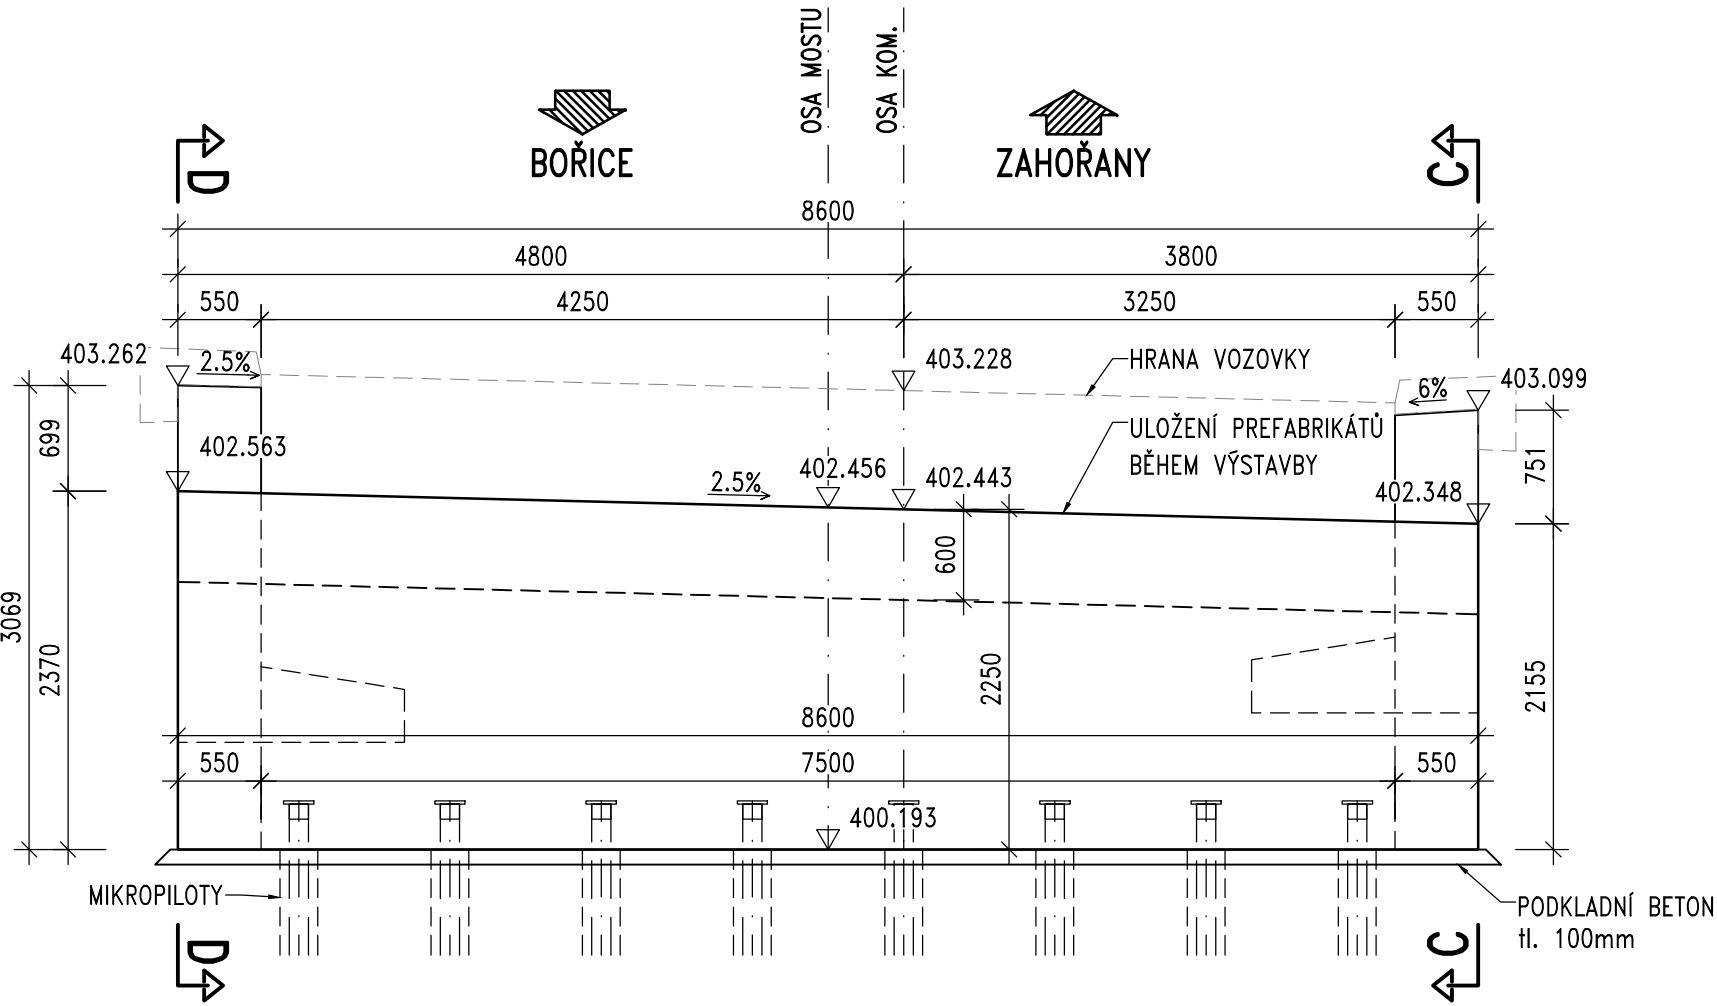 OSA MOSTU
OSA KOM.
BOŘICE
ZAHOŘANY
D
C
8600
4800
3800
550
4250
3250
550
403.262
2.5%
403.228
HRANA VOZOVKY
6%
403.099
699
402.563
2.5%
402.456
402.443
ULOŽENÍ PREFABRIKÁTŮ
BĚHEM VÝSTAVBY
402.348
751
600
3069
2370
2250
2155
8600
550
7500
550
400.193
MIKROPILOTY
PODKLADNÍ BETON
tl. 100mm
D
C